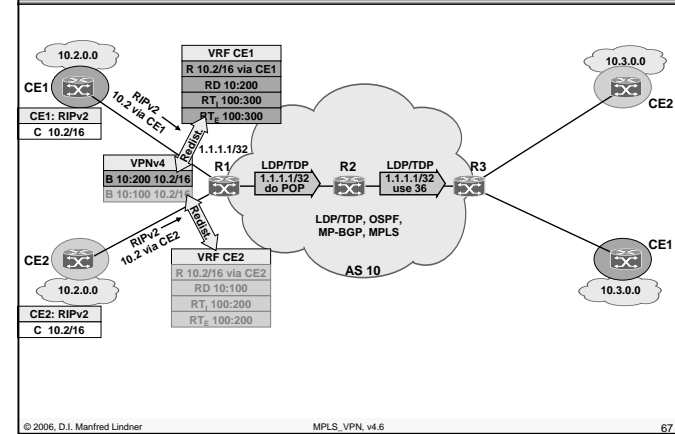 10.2.0.0
CE1
CE1: RIPv2
C 10.2/16
RIPv2
10.2 via CE1
VRF CE1
R 10.2/16 via CE1
RD 10:200
RTI 100:300
RTE 100:300
Redist.
1.1.1.1/32
VPNv4
B 10:200 10.2/16
B 10:100 10.2/16
R1
LDP/TDP
1.1.1.1/32
do POP
R2
LDP/TDP
1.1.1.1/32
use 36
R3
10.3.0.0
CE2
LDP/TDP, OSPF,
MP-BGP, MPLS
AS 10
RIPv2
10.2 via CE2
Redist.
CE2
10.2.0.0
CE2: RIPv2
C 10.2/16
VRF CE2
R 10.2/16 via CE2
RD 10:100
RTI 100:200
RTE 100:200
CE1
10.3.0.0
© 2006, D.I. Manfred Lindner
MPLS_VPN, v4.6
67